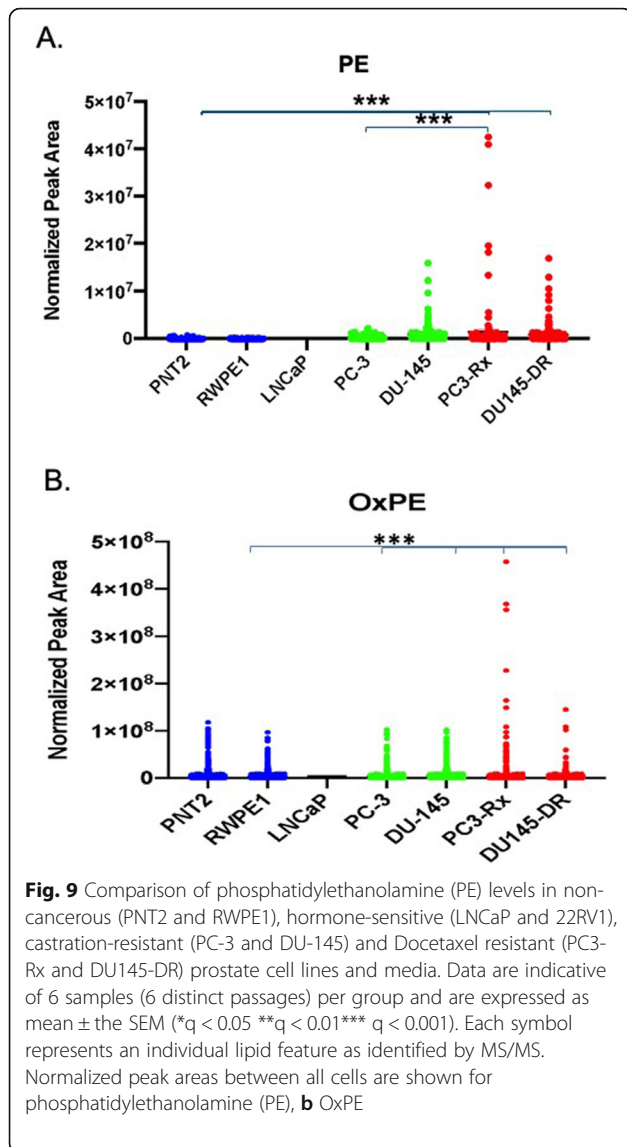 A.
PE
***
***
Normalized Peak Area
5×10⁷
4×10⁷
3×10⁷
2×10⁷
1×10⁷
0
PNT2
RWPE1
LNCaP
PC-3
DU-145
PC3-Rx
DU145-DR
B.
OxPE
***
Normalized Peak Area
5×10⁸
4×10⁸
3×10⁸
2×10⁸
1×10⁸
0
PNT2
RWPE1
LNCaP
PC-3
DU-145
PC3-Rx
DU145-DR
Fig. 9 Comparison of phosphatidylethanolamine (PE) levels in non-
cancerous (PNT2 and RWPE1), hormone-sensitive (LNCaP and 22RV1),
castration-resistant (PC-3 and DU-145) and Docetaxel resistant (PC3-
Rx and DU145-DR) prostate cell lines and media. Data are indicative
of 6 samples (6 distinct passages) per group and are expressed as
mean ± the SEM (*q < 0.05 **q < 0.01*** q < 0.001). Each symbol
represents an individual lipid feature as identified by MS/MS.
Normalized peak areas between all cells are shown for
phosphatidylethanolamine (PE), b OxPE